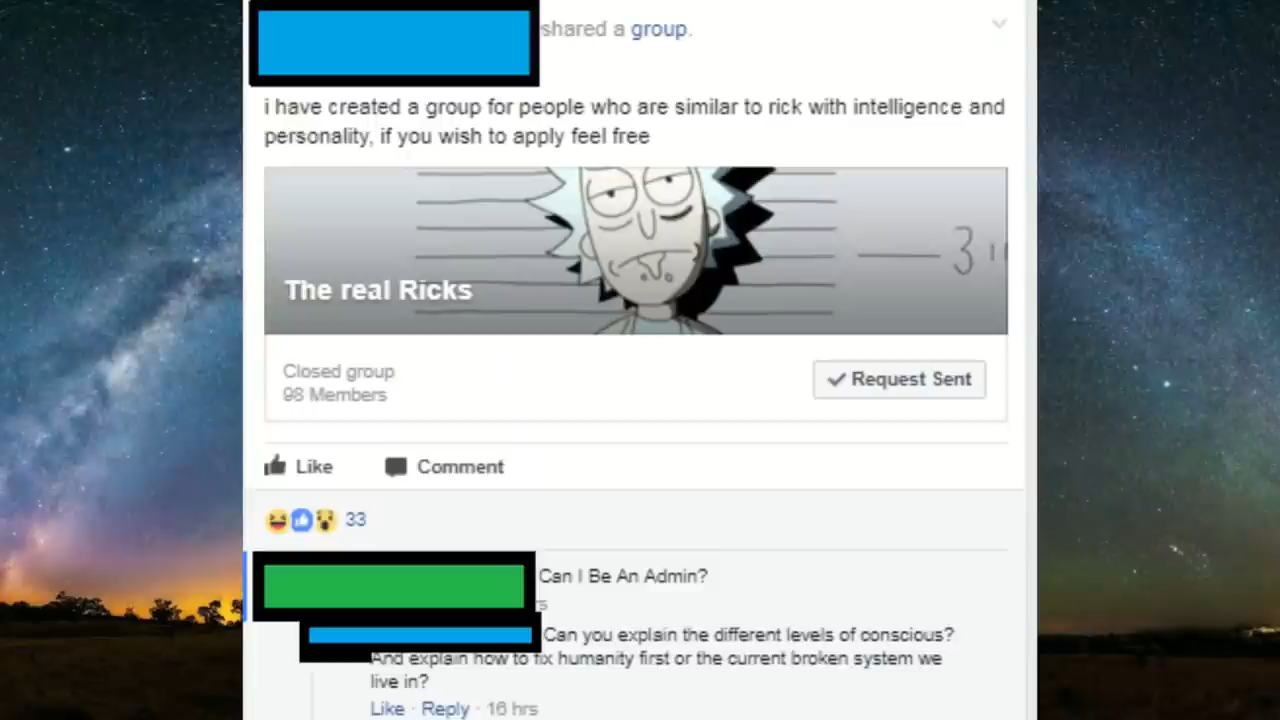 shared a group.
i have created a group for people who are similar to rick with intelligence and
personality, if you wish to apply feel free
3
The real Ricks
Closed group
98 Members
Request Sent
Like Comment
33
Can I Be An Admin?
Can you explain the different levels of conscious?
And explain how to fix humanity first or the current broken system we
live in?
Like · Reply · 16 hrs